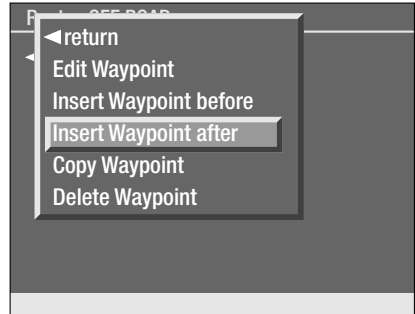 ◄return
Edit Waypoint
Insert Waypoint before
Insert Waypoint after
Copy Waypoint
Delete Waypoint